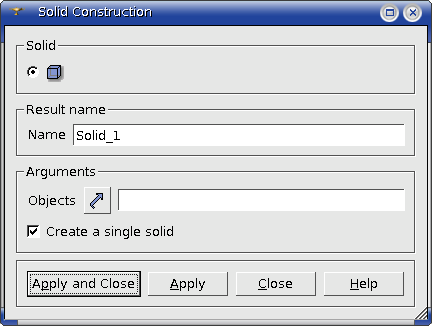 Solid Construction
Solid
Result name
Name Solid_1
Arguments
Objects
Create a single solid
Apply and Close Apply Close Help